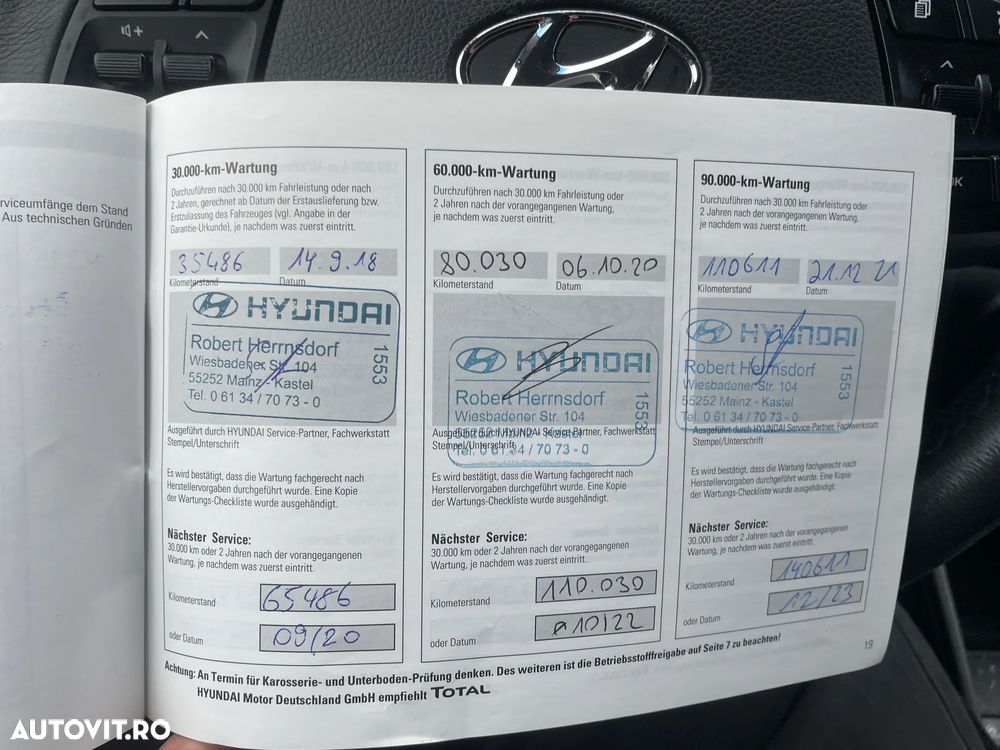 rviceumfänge dem Stand
Aus technischen Gründen
30.000-km-Wartung
Durchzuführen nach 30.000 km Fahrleistung oder nach
2 Jahren, gerechnet ab Datum der Erstauslieferung bzw.
Erstzulassung des Fahrzeuges (vgl. Angabe in der
Garantie-Urkunde), je nachdem was zuerst eintritt.
35486 14.9.18
Kilometerstand Datum
HYUNDAI
Robert Herrnsdorf
Wiesbadener Str. 104
55252 Mainz - Kastel
Tel. 0 61 34 / 70 73 - 0
1553
Ausgeführt durch HYUNDAI Service-Partner, Fachwerkstatt
Stempel/Unterschrift
Es wird bestätigt, dass die Wartung fachgerecht nach
Herstellervorgaben durchgeführt wurde. Eine Kopie
der Wartungs-Checkliste wurde ausgehändigt.
Nächster Service:
30.000 km oder 2 Jahren nach der vorangegangenen
Wartung, je nachdem was zuerst eintritt.
Kilometerstand 65486
oder Datum 09/20
60.000-km-Wartung
Durchzuführen nach 30.000 km Fahrleistung oder
2 Jahren nach der vorangegangenen Wartung,
je nachdem was zuerst eintritt.
80.030 06.10.20
Kilometerstand Datum
HYUNDAI
Robert Herrnsdorf
Wiesbadener Str. 104
55252 Mainz - Kastel
Tel. 0 61 34 / 70 73 - 0
1553
Ausgeführt durch HYUNDAI Service-Partner, Fachwerkstatt
Stempel/Unterschrift
Es wird bestätigt, dass die Wartung fachgerecht nach
Herstellervorgaben durchgeführt wurde. Eine Kopie
der Wartungs-Checkliste wurde ausgehändigt.
Nächster Service:
30.000 km oder 2 Jahren nach der vorangegangenen
Wartung, je nachdem was zuerst eintritt.
Kilometerstand 110.030
oder Datum 10/22
90.000-km-Wartung
Durchzuführen nach 30.000 km Fahrleistung oder
2 Jahren nach der vorangegangenen Wartung,
je nachdem was zuerst eintritt.
110611 21.12 21
Kilometerstand Datum
HYUNDAI
Robert Herrnsdorf
Wiesbadener Str. 104
55252 Mainz - Kastel
Tel. 0 61 34 / 70 73 - 0
1553
Ausgeführt durch HYUNDAI Service-Partner, Fachwerkstatt
Stempel/Unterschrift
Es wird bestätigt, dass die Wartung fachgerecht nach
Herstellervorgaben durchgeführt wurde. Eine Kopie
der Wartungs-Checkliste wurde ausgehändigt.
Nächster Service:
30.000 km oder 2 Jahren nach der vorangegangenen
Wartung, je nachdem was zuerst eintritt.
Kilometerstand 140611
oder Datum 12/23
Achtung: An Termin für Karosserie- und Unterboden-Prüfung denken. Des weiteren ist die Betriebsstofffreigabe auf Seite 7 zu beachten!
HYUNDAI Motor Deutschland GmbH empfiehlt TOTAL
19
AUTOVIT.RO